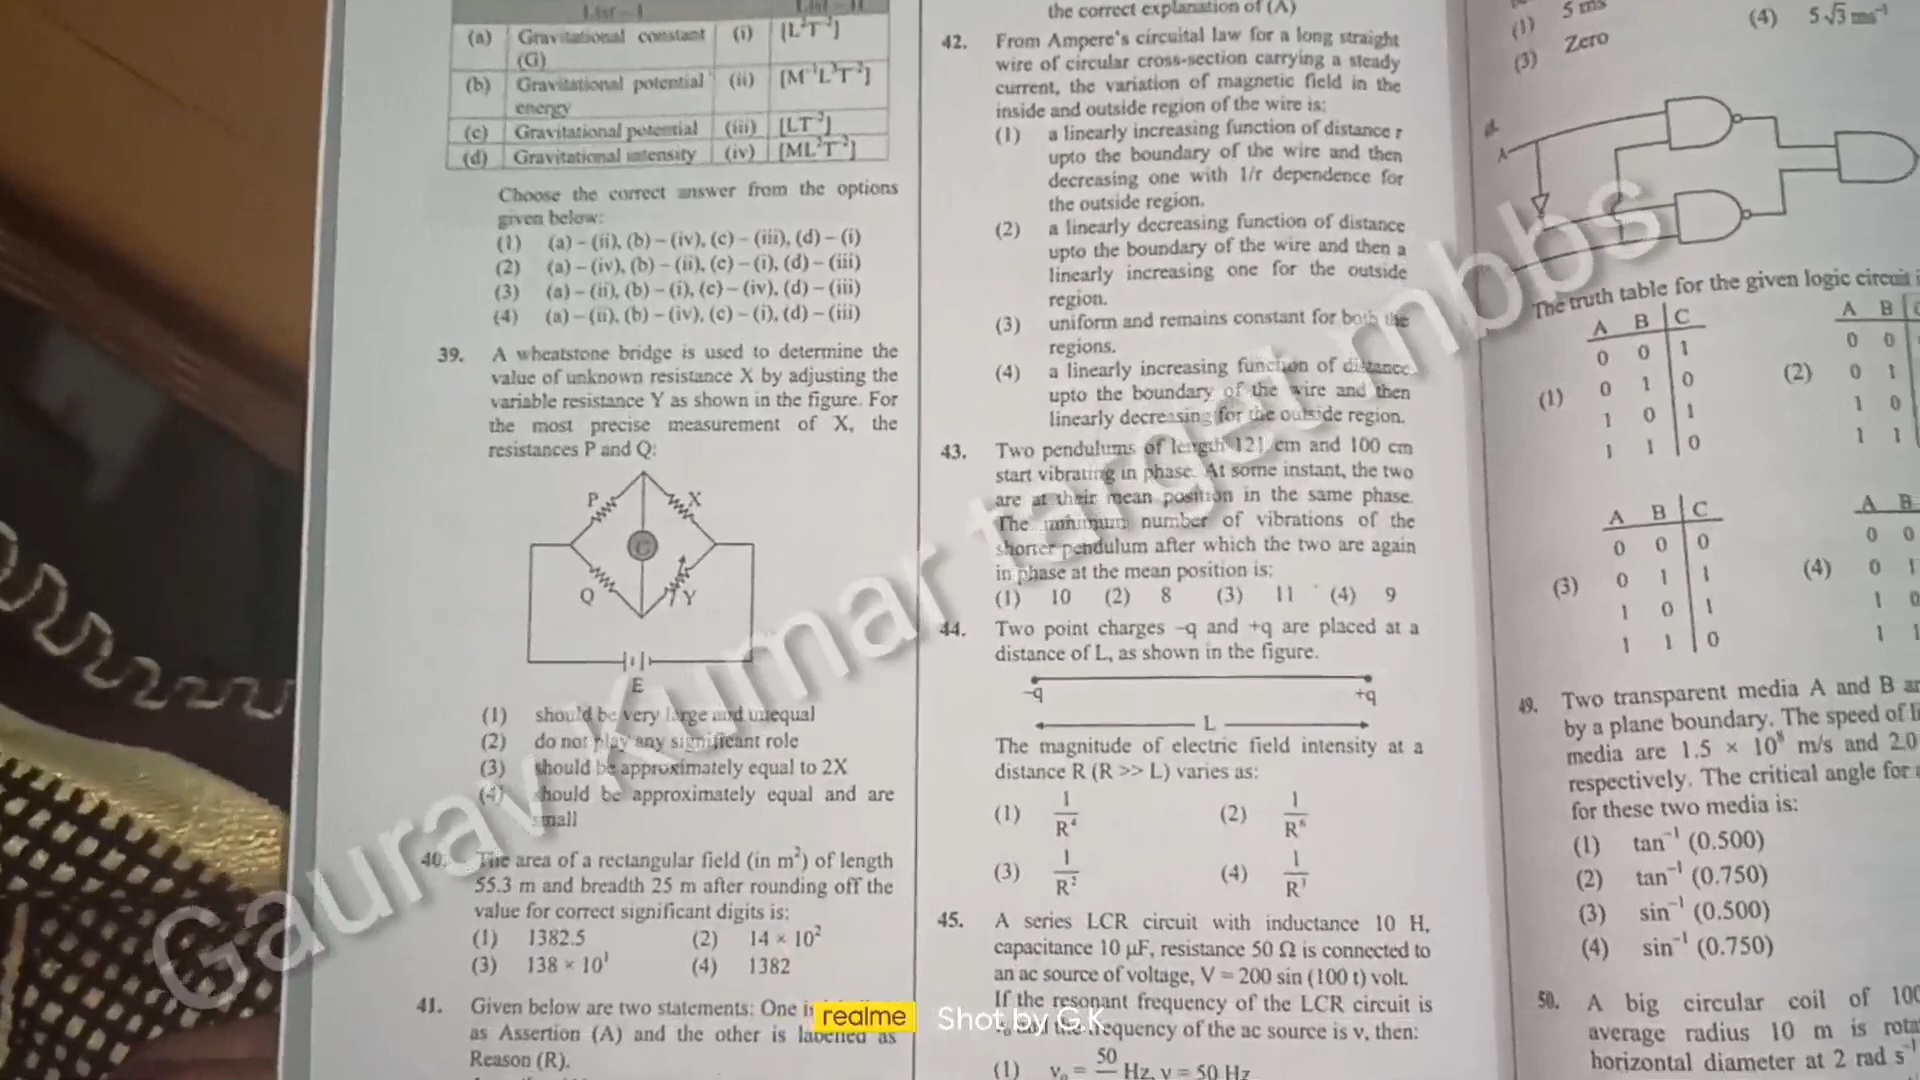 List - I List - II
(a) Gravitational constant (i) [L²T⁻²]
(G)
(b) Gravitational potential (ii) [M⁻¹L³T⁻²]
energy
(c) Gravitational potential (iii) [LT⁻²]
(d) Gravitational intensity (iv) [ML²T⁻²]
Choose the correct answer from the options
given below:
(1) (a) – (ii), (b) – (iv), (c) – (iii), (d) – (i)
(2) (a) – (iv), (b) – (ii), (c) – (i), (d) – (iii)
(3) (a) – (ii), (b) – (i), (c) – (iv), (d) – (iii)
(4) (a) – (ii), (b) – (iv), (c) – (i), (d) – (iii)
39. A wheatstone bridge is used to determine the
value of unknown resistance X by adjusting the
variable resistance Y as shown in the figure. For
the most precise measurement of X, the
resistances P and Q:
P X
G
Q Y
E
(1) should be very large and unequal
(2) do not play any significant role
(3) should be approximately equal to 2X
(4) should be approximately equal and are
small
40. The area of a rectangular field (in m²) of length
55.3 m and breadth 25 m after rounding off the
value for correct significant digits is:
(1) 1382.5 (2) 14 × 10²
(3) 138 × 10¹ (4) 1382
41. Given below are two statements: One is
as Assertion (A) and the other is labelled as
Reason (R).
the correct explanation of (A)
42. From Ampere's circuital law for a long straight
wire of circular cross-section carrying a steady
current, the variation of magnetic field in the
inside and outside region of the wire is:
(1) a linearly increasing function of distance r
upto the boundary of the wire and then
decreasing one with 1/r dependence for
the outside region.
(2) a linearly decreasing function of distance
upto the boundary of the wire and then a
linearly increasing one for the outside
region.
(3) uniform and remains constant for both the
regions.
(4) a linearly increasing function of distance
upto the boundary of the wire and then
linearly decreasing for the outside region.
43. Two pendulums of length 121 cm and 100 cm
start vibrating in phase. At some instant, the two
are at their mean position in the same phase.
The minimum number of vibrations of the
shorter pendulum after which the two are again
in phase at the mean position is:
(1) 10 (2) 8 (3) 11 (4) 9
44. Two point charges –q and +q are placed at a
distance of L, as shown in the figure.
–q +q
L
The magnitude of electric field intensity at a
distance R (R >> L) varies as:
(1) 1/R⁴ (2) 1/R⁶
(3) 1/R² (4) 1/R³
45. A series LCR circuit with inductance 10 H,
capacitance 10 μF, resistance 50 Ω is connected to
an ac source of voltage, V = 200 sin (100 t) volt.
If the resonant frequency of the LCR circuit is
ν₀ and the frequency of the ac source is ν, then:
(1) ν₀ = 50 Hz, ν = 50 Hz
(1) 5 ms (4) 5√3 ms⁻¹
(3) Zero
A
The truth table for the given logic circuit
A B C A B
0 0 1 0 0
(1) 0 1 0 (2) 0 1
1 0 1 1 0
1 1 0 1 1
A B C A B
0 0 0 0 0
(3) 0 1 1 (4) 0 1
1 0 1 1 0
1 1 0 1 1
49. Two transparent media A and B
by a plane boundary. The speed of
media are 1.5 × 10⁸ m/s and 2.0
respectively. The critical angle for
for these two media is:
(1) tan⁻¹ (0.500)
(2) tan⁻¹ (0.750)
(3) sin⁻¹ (0.500)
(4) sin⁻¹ (0.750)
50. A big circular coil of
average radius 10 m is
horizontal diameter at 2 rad s⁻¹
Gaurav Kumar target mbbs
realme Shot by G.K